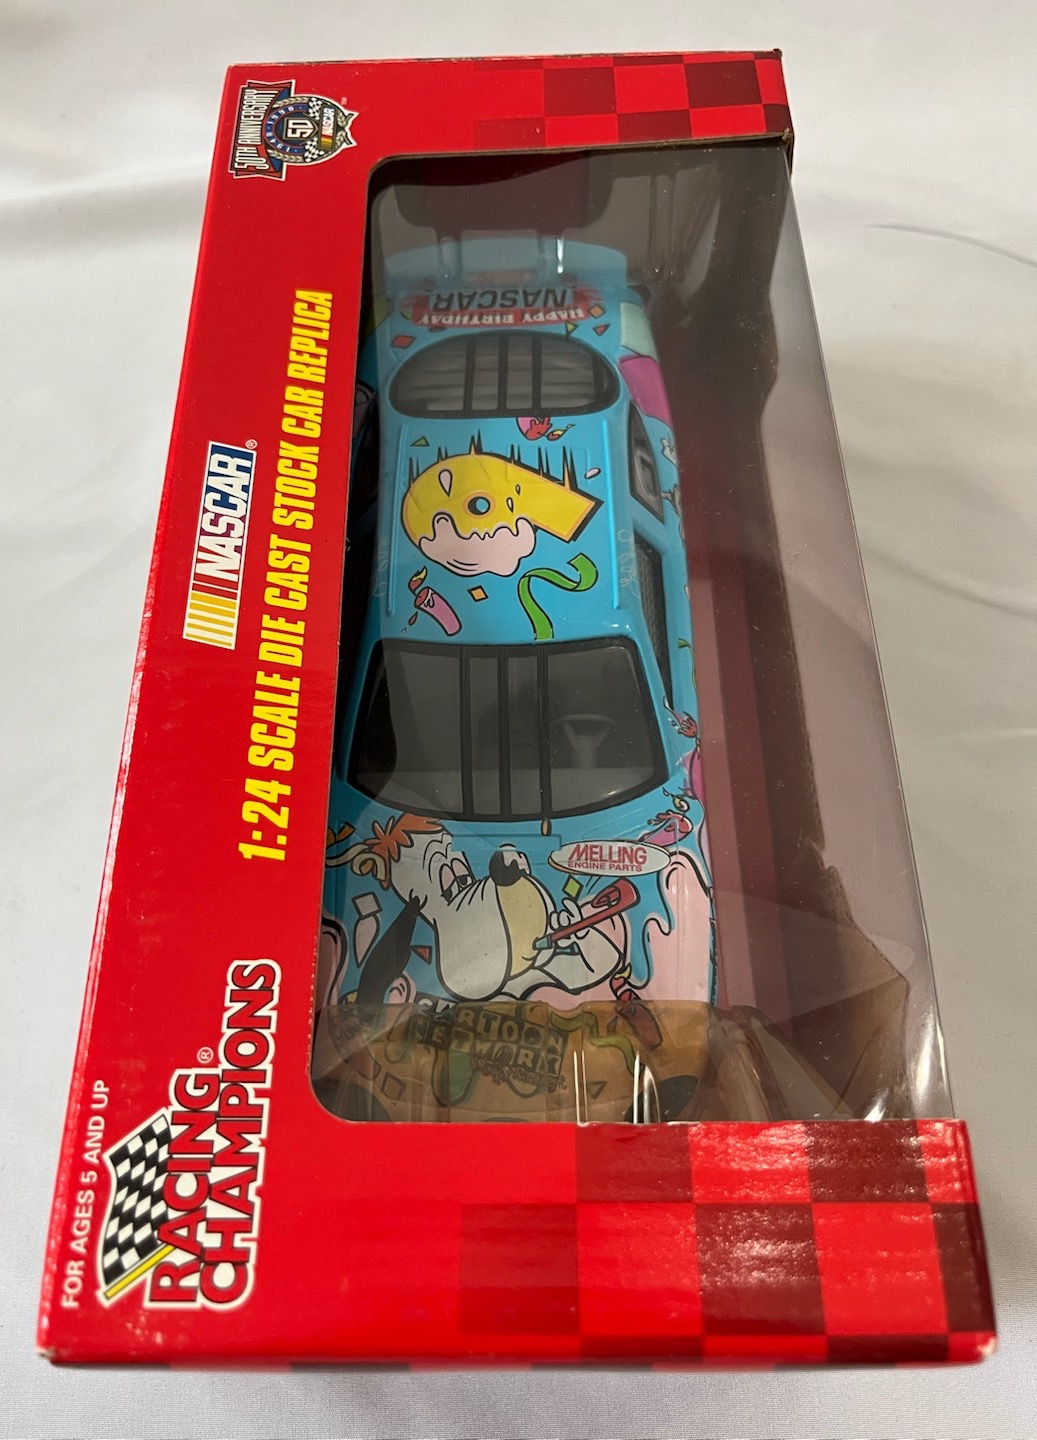 50TH ANNIVERSARY
NASCAR
50
NASCAR®
1:24 SCALE DIE CAST STOCK CAR REPLICA
RACING®
CHAMPIONS
FOR AGES 5 AND UP
HAPPY BIRTHDAY
NASCAR
9
MELLING
ENGINE PARTS
CARTOON
NETWORK